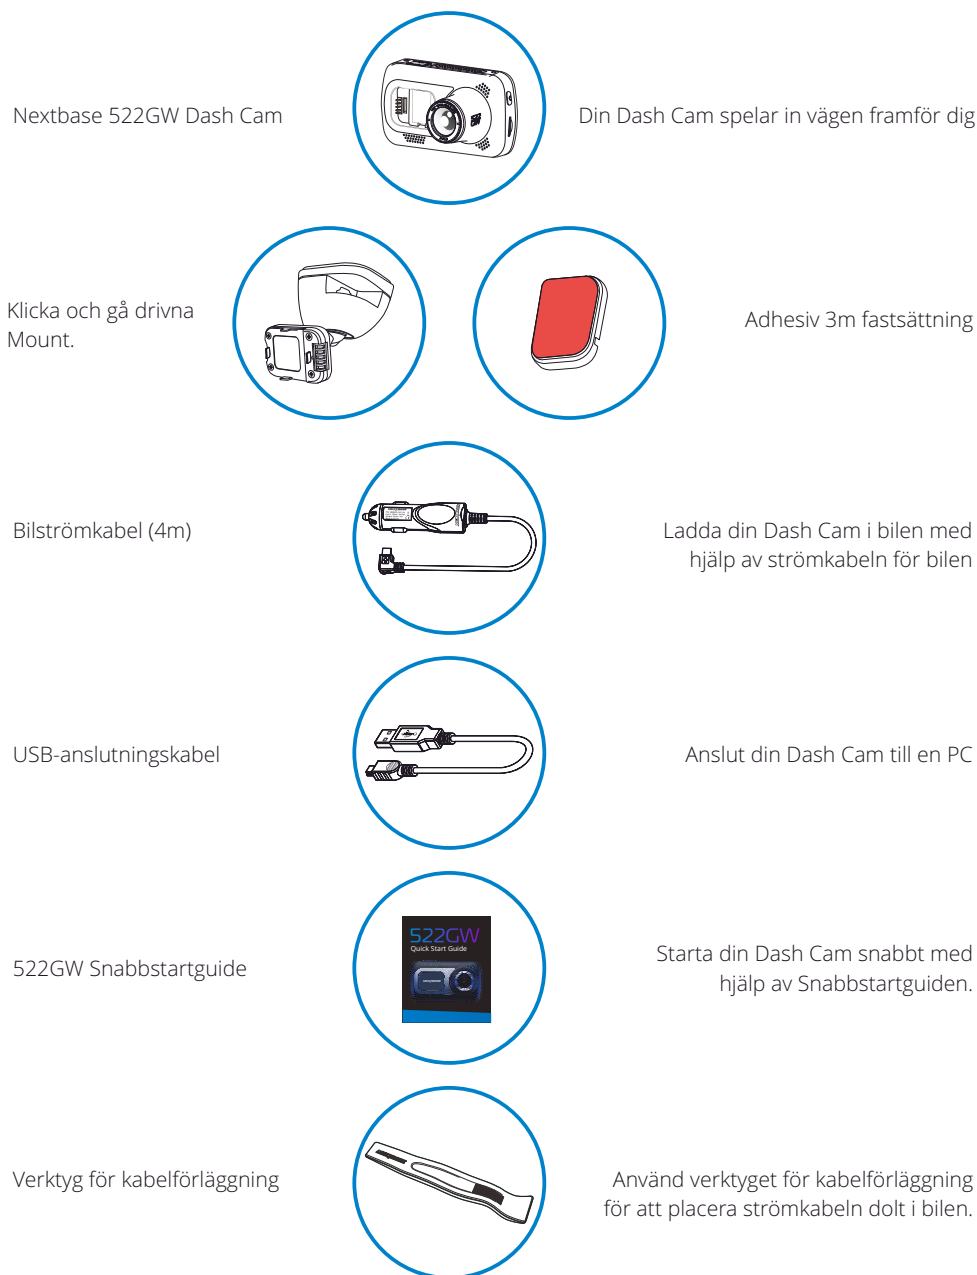 Nextbase 522GW Dash Cam
Din Dash Cam spelar in vägen framför dig
Klicka och gå drivna
Mount.
Adhesiv 3m fastsättning
Bilströmkabel (4m)
Ladda din Dash Cam i bilen med
hjälp av strömkabeln för bilen
USB-anslutningskabel
Anslut din Dash Cam till en PC
522GW Snabbstartguide
522GW
Quick Start Guide
Starta din Dash Cam snabbt med
hjälp av Snabbstartguiden.
Verktyg för kabelförläggning
Använd verktyget för kabelförläggning
för att placera strömkabeln dolt i bilen.